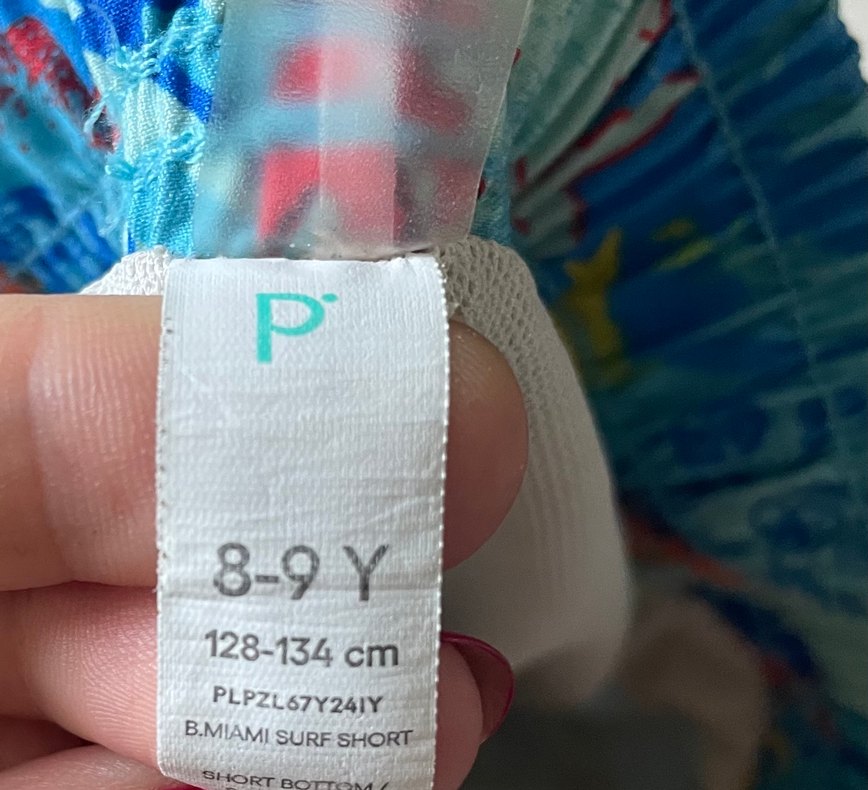 P
8-9 Y
128-134 cm
PLPZL67Y24IY
B.MIAMI SURF SHORT
SHORT BOTTOM /